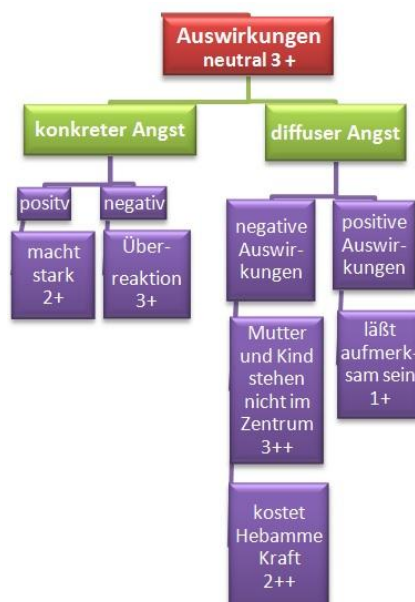 Auswirkungen
neutral 3 +
konkreter Angst
diffuser Angst
positv
negativ
macht
stark
2+
Über-
reaktion
3+
negative
Auswir-
kungen
positive
Auswir-
kungen
Mutter
und Kind
stehen
nicht im
Zentrum
3++
läßt
aufmerk-
sam sein
1+
kostet
Hebamme
Kraft
2++